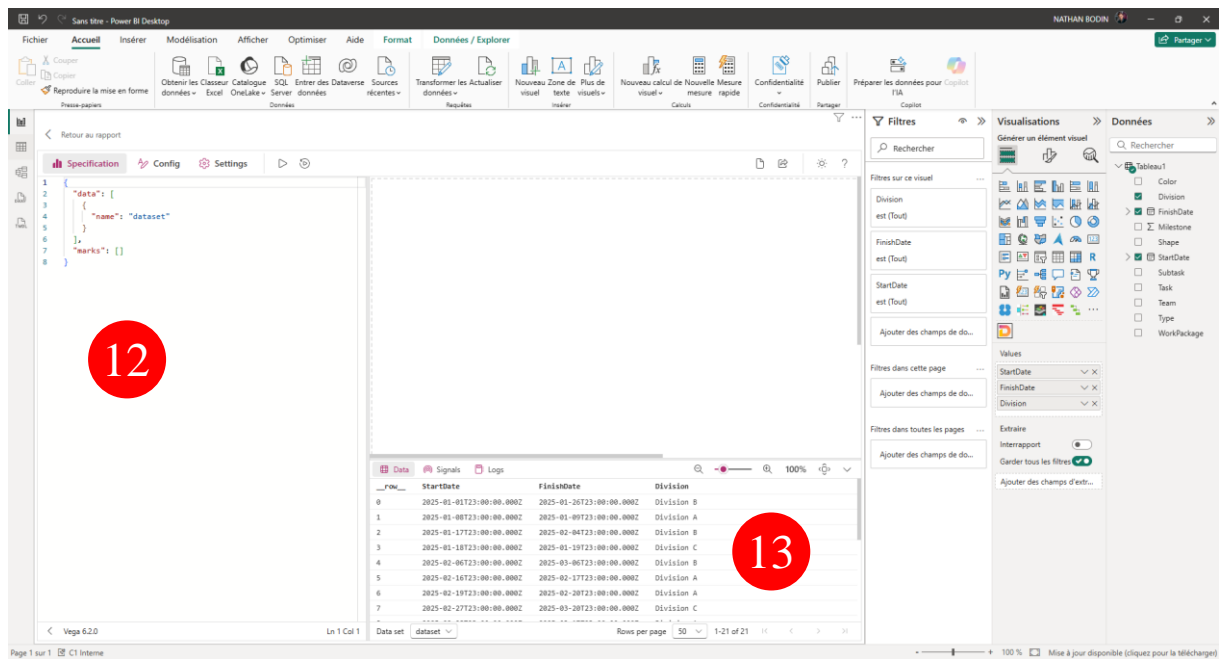 Sans titre - Power BI Desktop
NATHAN BODIN
Fichier Accueil Insérer Modélisation Afficher Optimiser Aide Format Données / Explorer
Partager
Coller
Couper
Copier
Reproduire la mise en forme
Presse-papiers
Obtenir les données
Classeur Excel
Catalogue OneLake
SQL Server
Entrer des données
Dataverse
Sources récentes
Données
Transformer les données
Actualiser
Requêtes
Nouveau visuel
Zone de texte
Plus de visuels
Insérer
Nouveau calcul de visuel
Nouvelle mesure
Mesure rapide
Calculs
Confidentialité
Confidentialité
Publier
Partager
Préparer les données pour l'IA
Copilot
Copilot
Retour au rapport
Specification Config Settings
1 {
2 "data": [
3 {
4 "name": "dataset"
5 }
6 ],
7 "marks": []
8 }
12
Vega 6.2.0
Ln 1 Col 1
Data Signals Logs
100%
__row__ StartDate FinishDate Division
0 2025-01-01T23:00:00.000Z 2025-01-26T23:00:00.000Z Division B
1 2025-01-08T23:00:00.000Z 2025-01-09T23:00:00.000Z Division A
2 2025-01-17T23:00:00.000Z 2025-02-04T23:00:00.000Z Division B
3 2025-01-18T23:00:00.000Z 2025-01-19T23:00:00.000Z Division C
4 2025-02-06T23:00:00.000Z 2025-03-06T23:00:00.000Z Division B
5 2025-02-16T23:00:00.000Z 2025-02-17T23:00:00.000Z Division A
6 2025-02-19T23:00:00.000Z 2025-02-20T23:00:00.000Z Division A
7 2025-02-27T23:00:00.000Z 2025-03-20T23:00:00.000Z Division C
13
Data set dataset
Rows per page 50 1-21 of 21
Filtres
Rechercher
Filtres sur ce visuel
Division
est (Tout)
FinishDate
est (Tout)
StartDate
est (Tout)
Ajouter des champs de do...
Filtres dans cette page
Ajouter des champs de do...
Filtres dans toutes les pages
Ajouter des champs de do...
Visualisations
Générer un élément visuel
R
Py
Values
StartDate
FinishDate
Division
Extraire
Interrapport
Garder tous les filtres
Ajouter des champs d'extr...
Données
Rechercher
Tableau1
Color
Division
FinishDate
Milestone
Shape
StartDate
Subtask
Task
Team
Type
WorkPackage
Page 1 sur 1 C1 Interne
100 %
Mise à jour disponible (cliquez pour la télécharger)